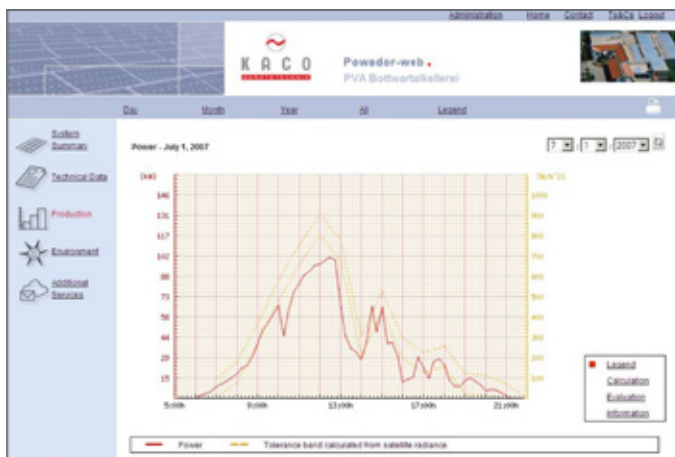 Administration Home Contact Ts&Cs Logout
KACO
Powador-web.
PVA Bottwartalkellerei
Day Month Year All Legend
System
Summary
Technical Data
Production
Environment
Additional
Services
Power - July 1, 2007
7 / 1 / 2007
[kW]
146
131
117
102
88
73
58
44
29
15
1000
900
800
700
600
500
400
300
200
100
5:00h 9:00h 13:00h 17:00h 21:00h
Legend
Calculation
Evaluation
Information
Power Tolerance band calculated from satellite radiance